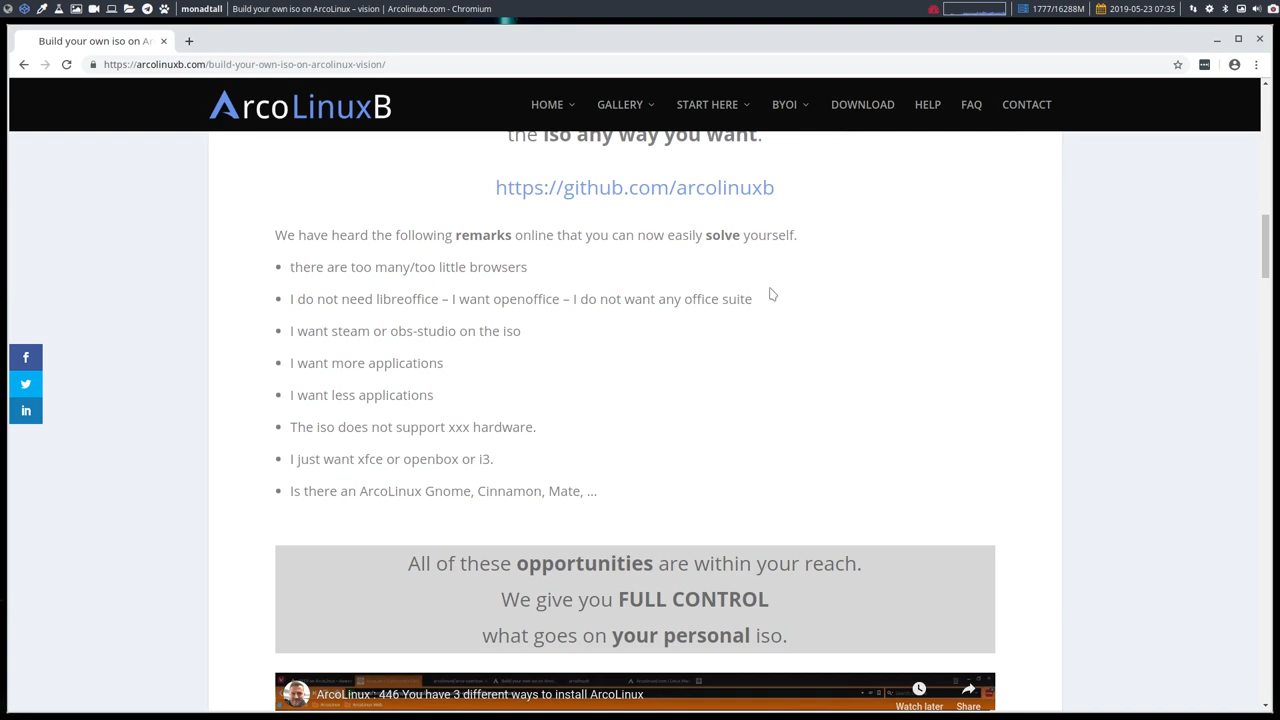 monadtall
Build your own iso on ArcoLinux – vision | Arcolinuxb.com - Chromium
1777/16288M
2019-05-23 07:35
Build your own iso on Ar
https://arcolinuxb.com/build-your-own-iso-on-arcolinux-vision/
ArcoLinuxB
HOME
GALLERY
START HERE
BYOI
DOWNLOAD
HELP
FAQ
CONTACT
the iso any way you want.
https://github.com/arcolinuxb
We have heard the following remarks online that you can now easily solve yourself.
• there are too many/too little browsers
• I do not need libreoffice – I want openoffice – I do not want any office suite
• I want steam or obs-studio on the iso
• I want more applications
• I want less applications
• The iso does not support xxx hardware.
• I just want xfce or openbox or i3.
• Is there an ArcoLinux Gnome, Cinnamon, Mate, ...
All of these opportunities are within your reach.
We give you FULL CONTROL
what goes on your personal iso.
ArcoLinux : 446 You have 3 different ways to install ArcoLinux
Watch later
Share